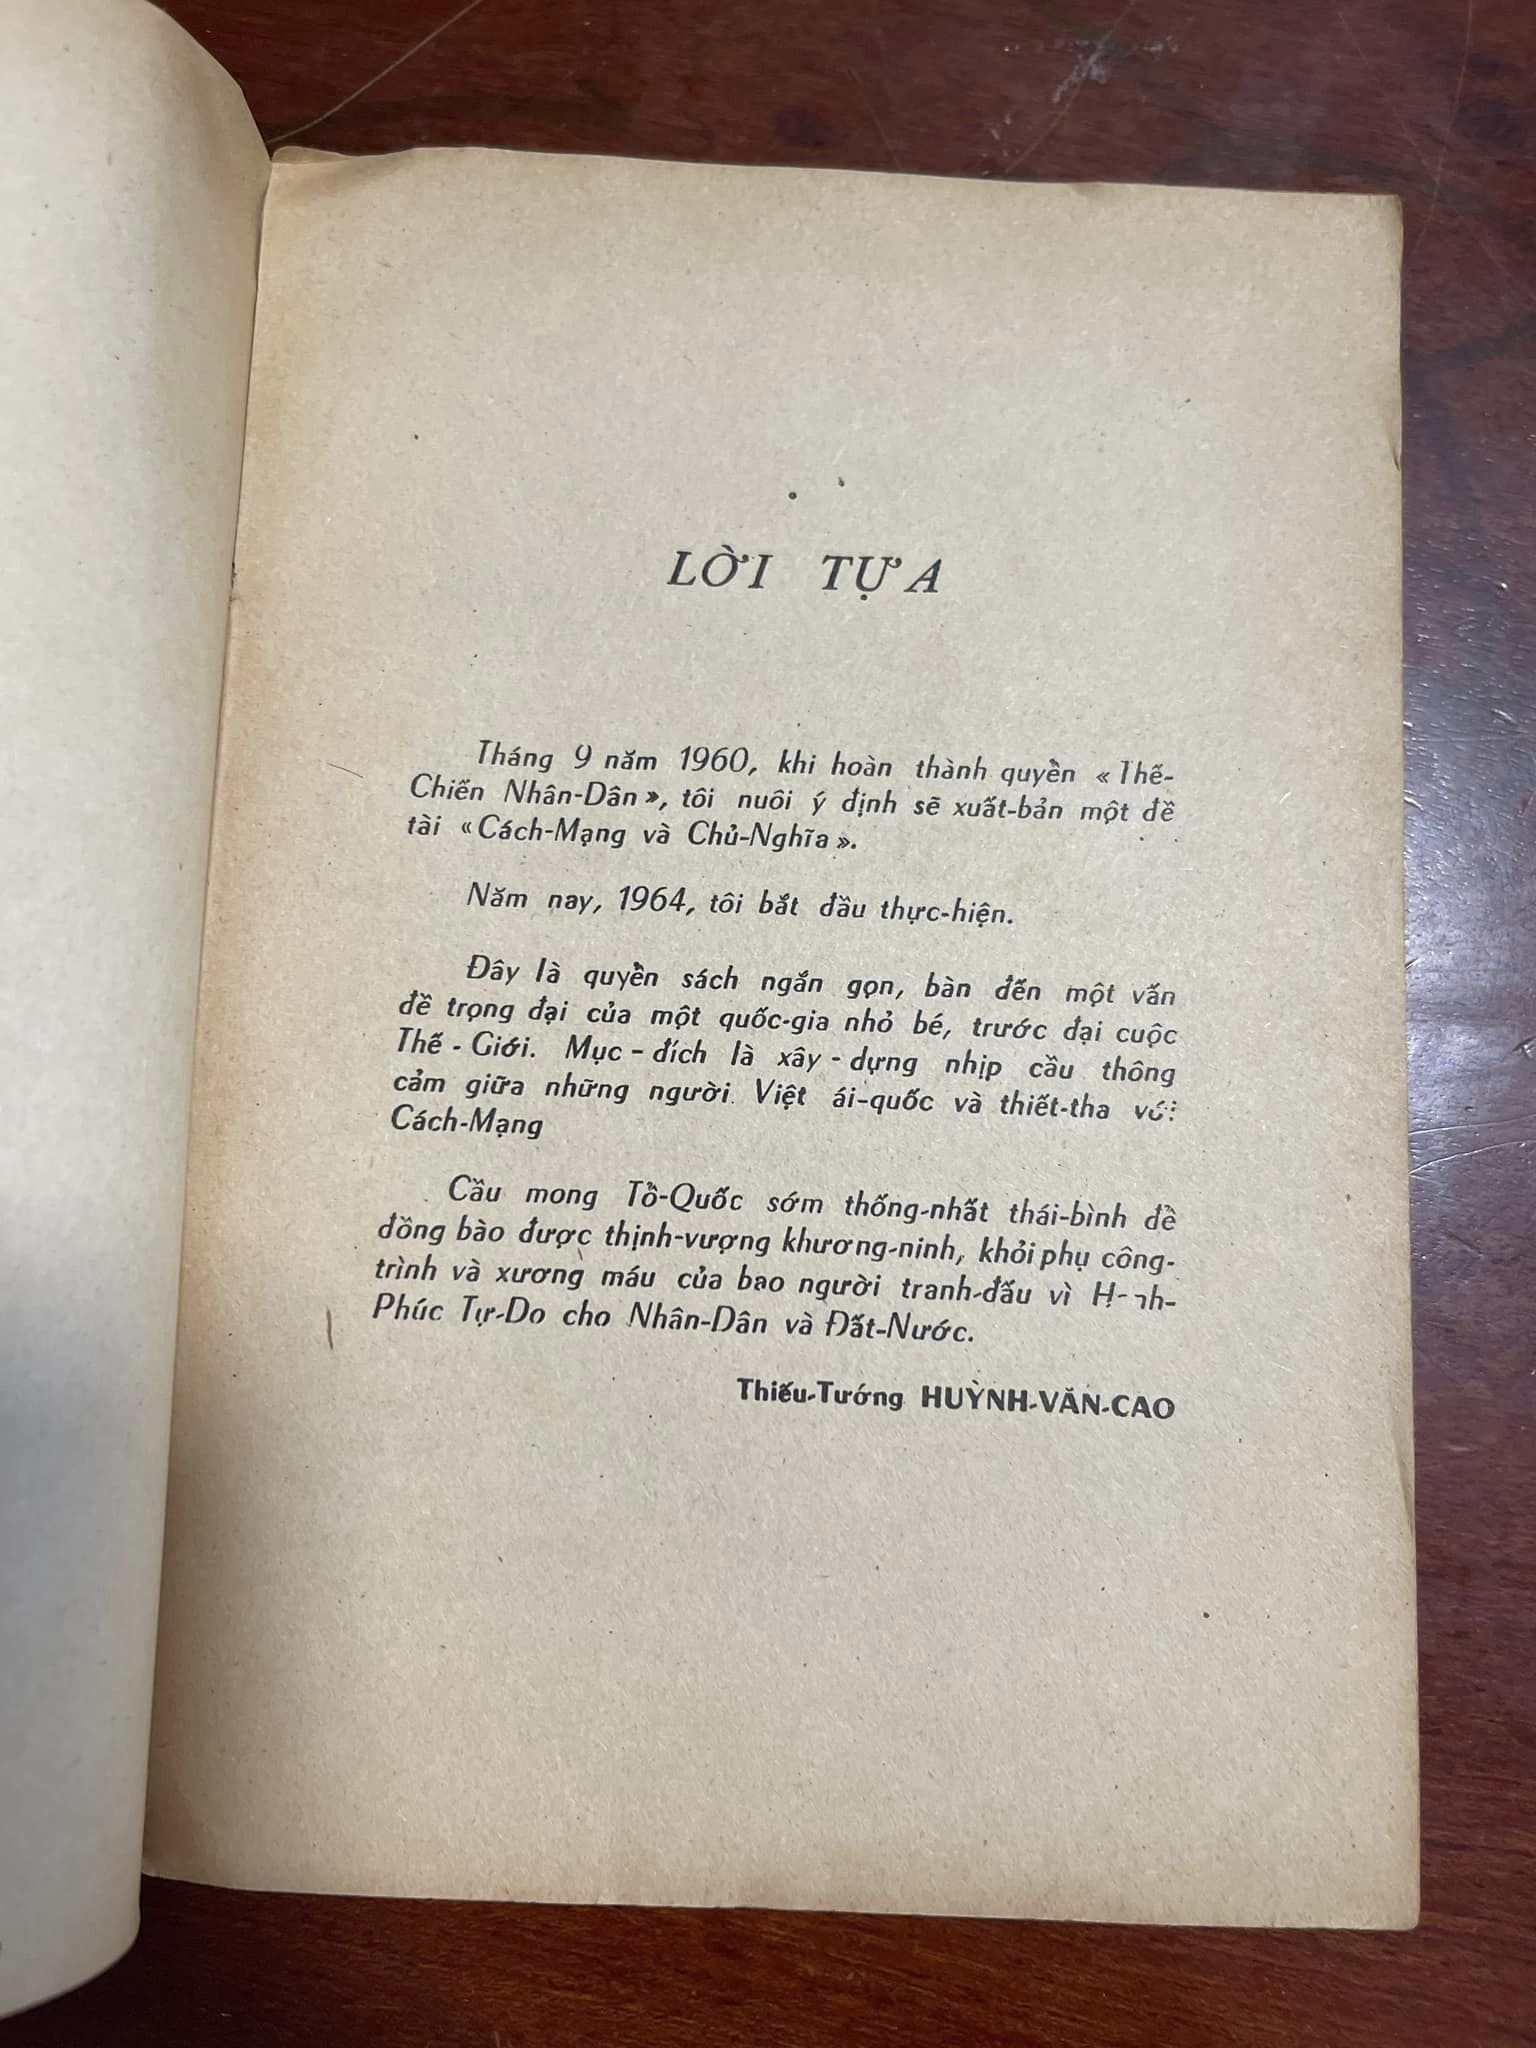 LỜI TỰA
Tháng 9 năm 1960, khi hoàn thành quyển « Thế-
Chiến Nhân-Dân », tôi nuôi ý định sẽ xuất-bản một đề
tài « Cách-Mạng và Chủ-Nghĩa ».
Năm nay, 1964, tôi bắt đầu thực-hiện.
Đây là quyển sách ngắn gọn, bàn đến một vấn
đề trọng đại của một quốc-gia nhỏ bé, trước đại cuộc
Thế - Giới. Mục - đích là xây - dựng nhịp cầu thông
cảm giữa những người Việt ái-quốc và thiết-tha với
Cách-Mạng
Cầu mong Tổ-Quốc sớm thống-nhất thái-bình để
đồng bào được thịnh-vượng khương-ninh, khỏi phụ công-
trình và xương máu của bao người tranh-đấu vì
Phúc Tự-Do cho Nhân-Dân và Đất-Nước.
Thiếu-Tướng HUỲNH-VĂN-CAO